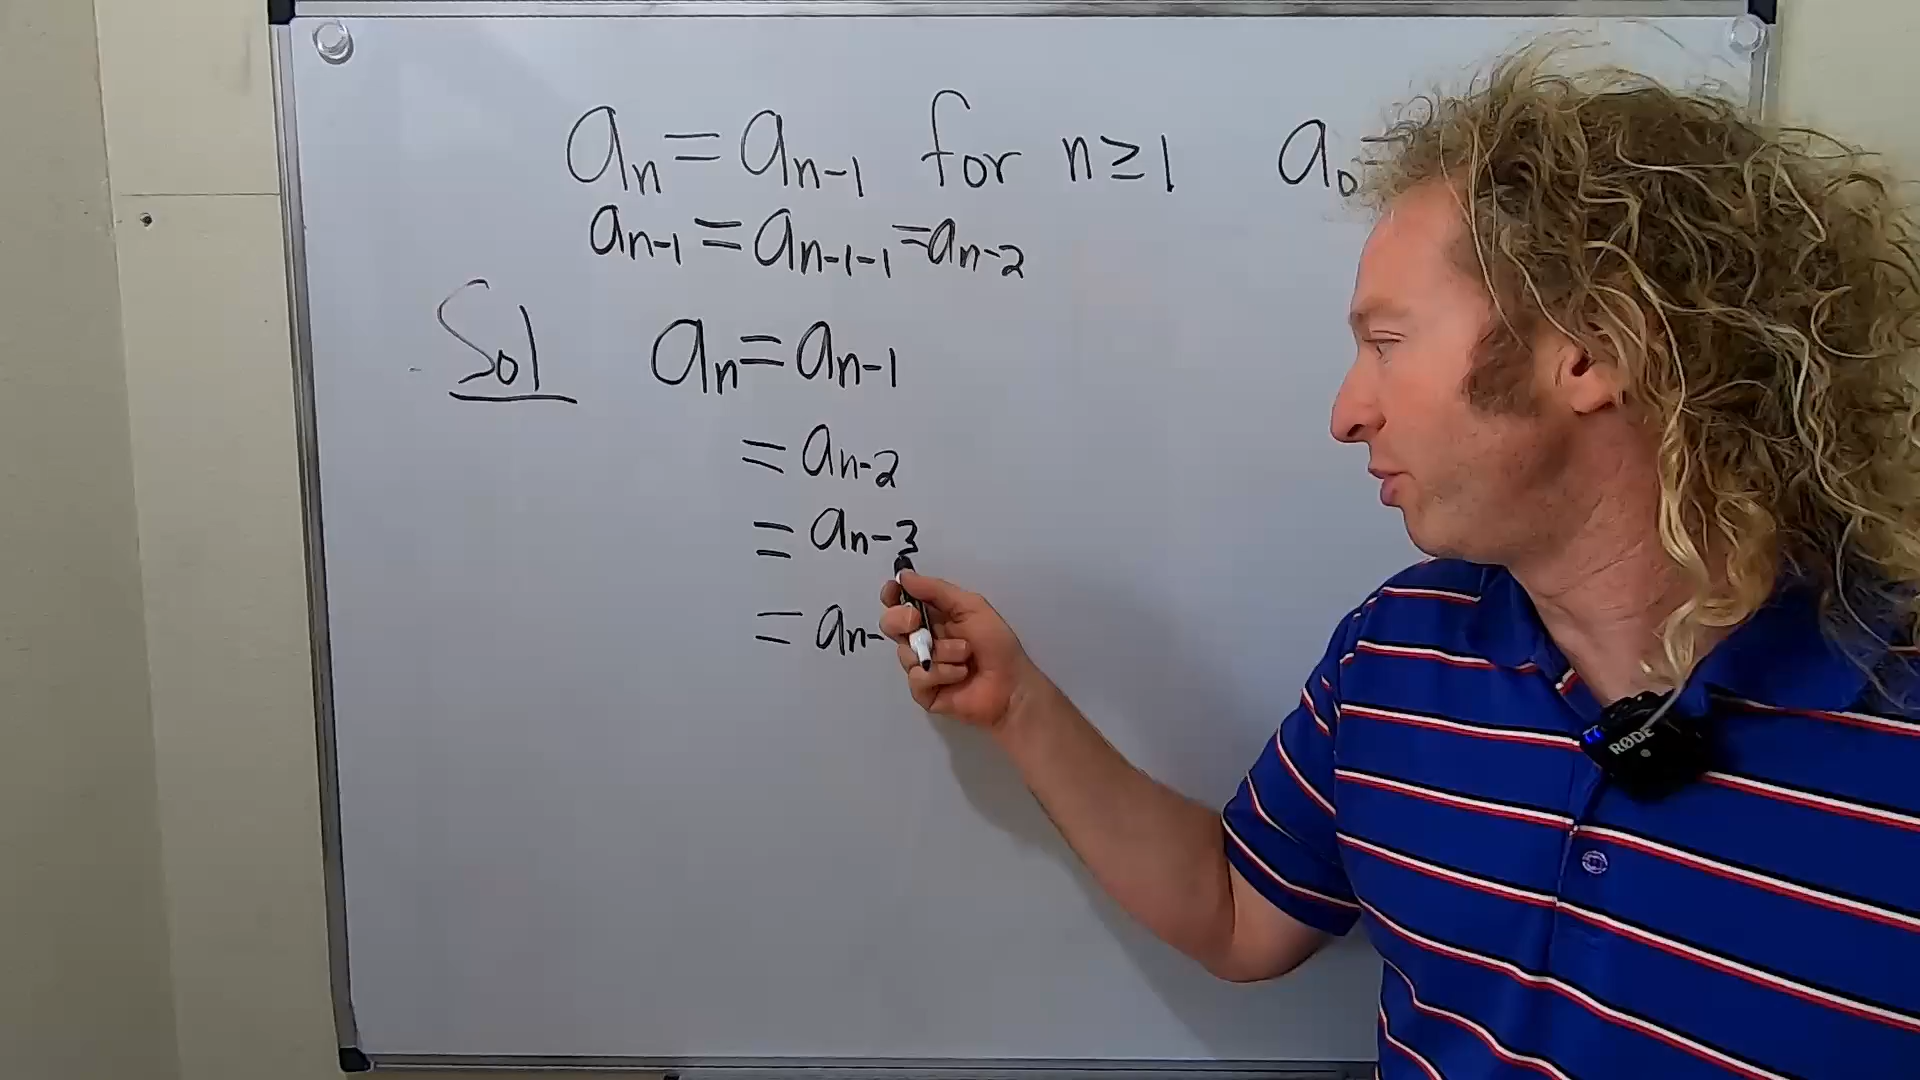 aₙ = aₙ₋₁ for n ≥ 1 a₀ =
aₙ₋₁ = aₙ₋₁₋₁ = aₙ₋₂
Sol aₙ = aₙ₋₁
= aₙ₋₂
= aₙ₋₃
= aₙ₋
RØDE